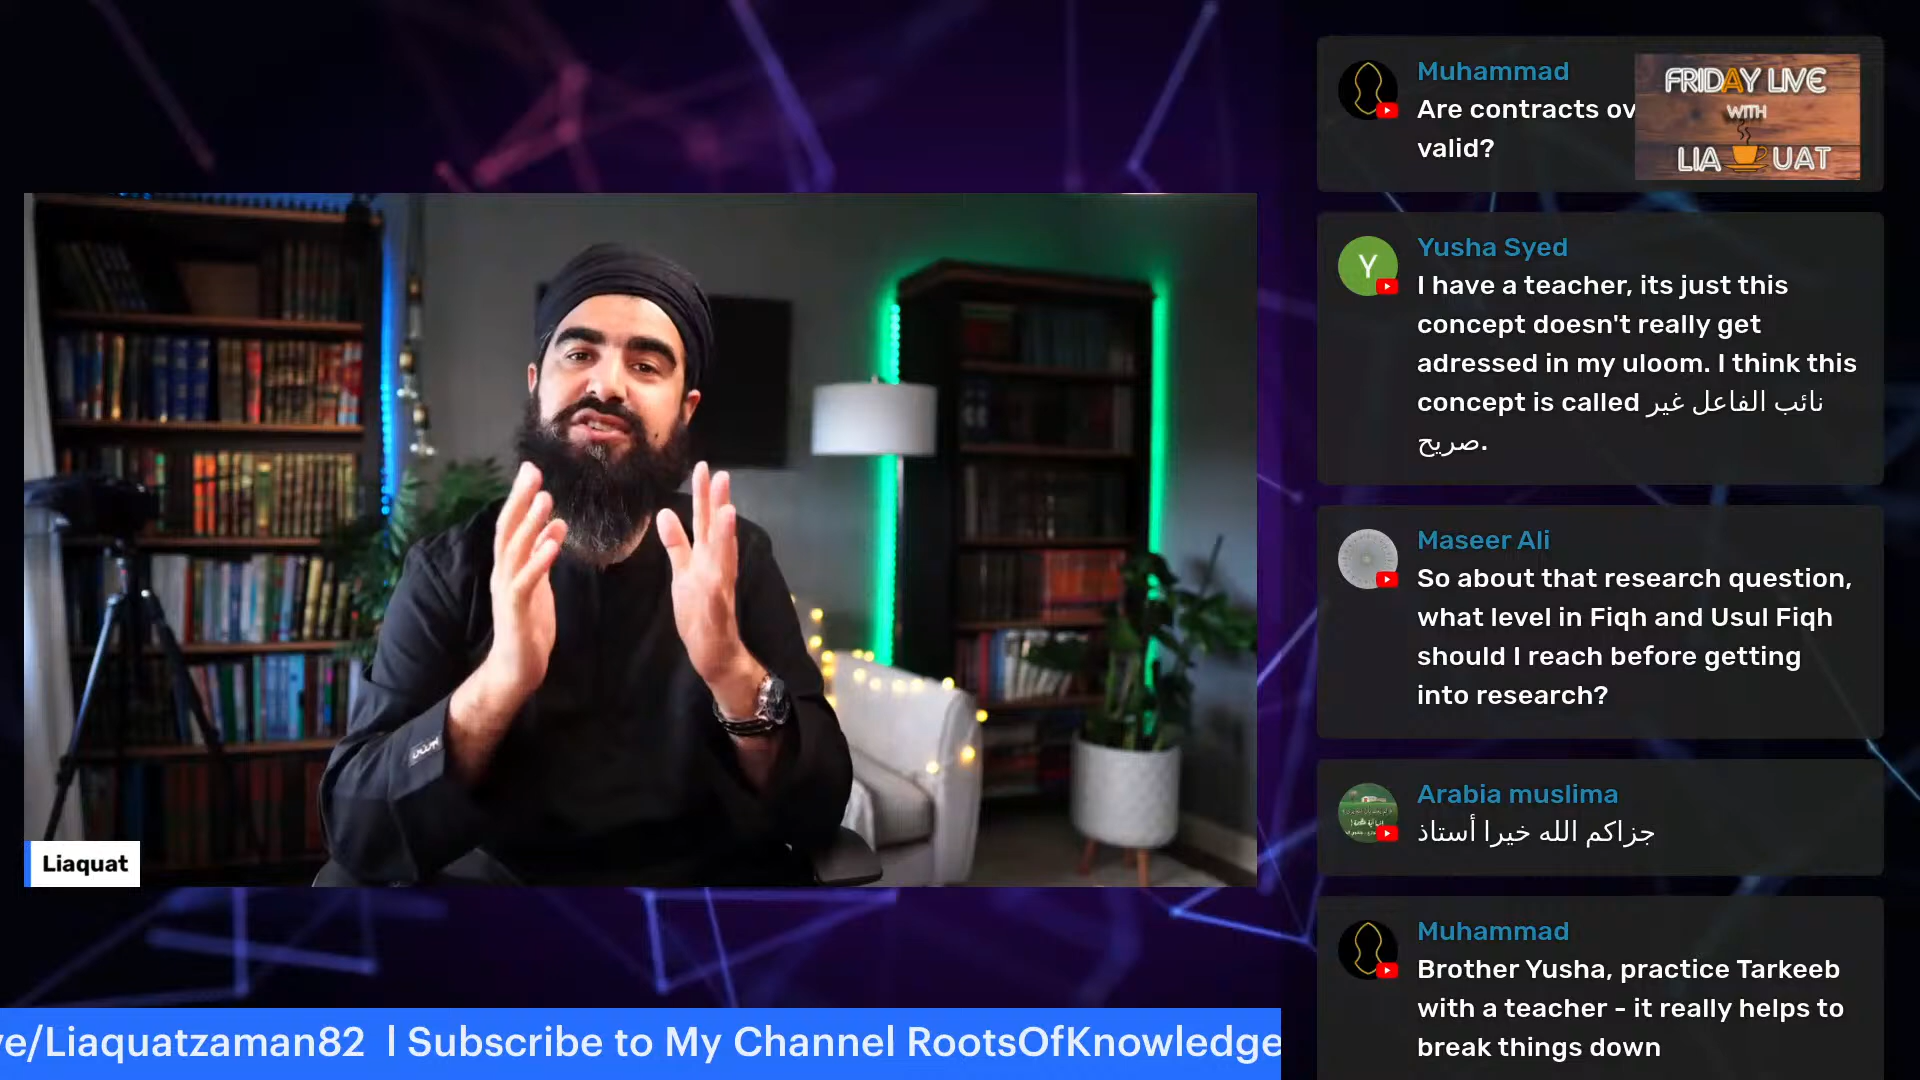 Muhammad
Are contracts ov
valid?
FRIDAY LIVE
WITH
LIA UAT
Yusha Syed
Y
I have a teacher, its just this
concept doesn't really get
adressed in my uloom. I think this
concept is called نائب الفاعل غير
صريح.
Maseer Ali
So about that research question,
what level in Fiqh and Usul Fiqh
should I reach before getting
into research?
Arabia muslima
جزاكم الله خيرا أستاذ
Muhammad
Brother Yusha, practice Tarkeeb
with a teacher - it really helps to
break things down
Liaquat
ve/Liaquatzaman82 | Subscribe to My Channel RootsOfKnowledge